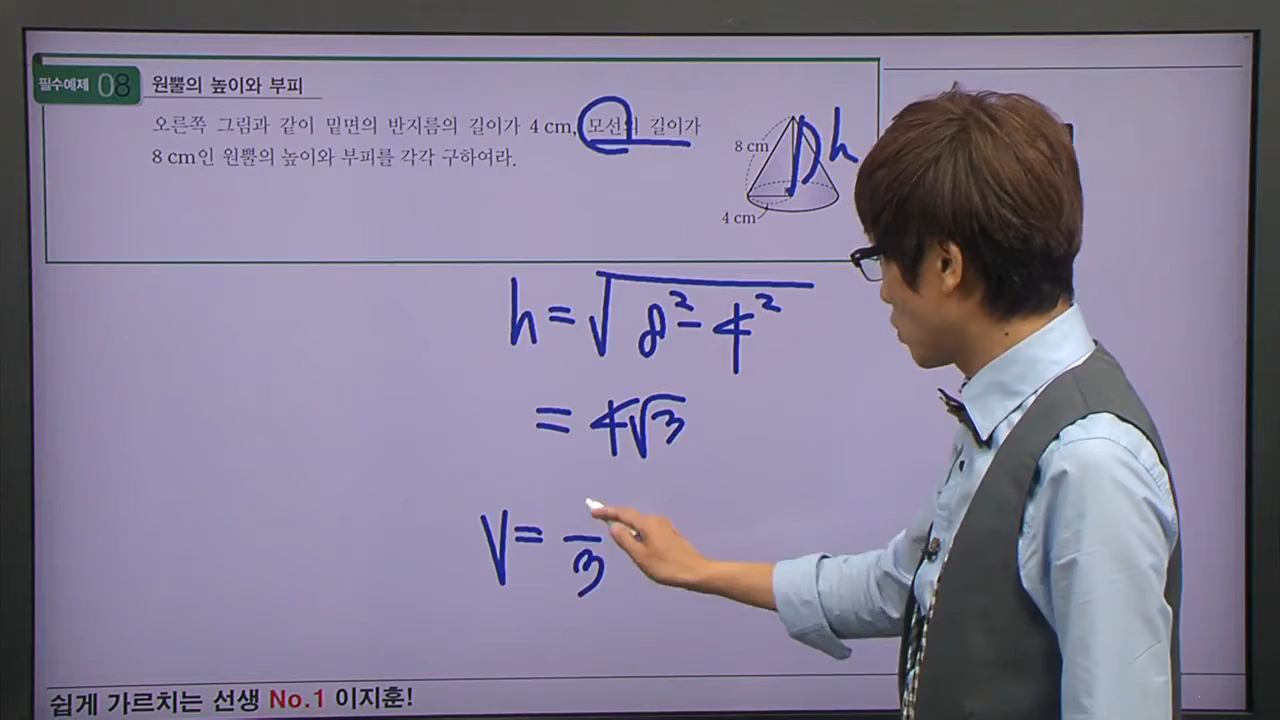 필수예제 08 원뿔의 높이와 부피
오른쪽 그림과 같이 밑면의 반지름의 길이가 4 cm, 모선의 길이가
8 cm인 원뿔의 높이와 부피를 각각 구하여라.
8 cm
h
4 cm
h = √(8² - 4²)
= 4√3
V = ─/3
쉽게 가르치는 선생 No.1 이지훈!